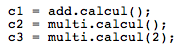 c1 = add.calcul();
c2 = multi.calcul();
c3 = multi.calcul(2);